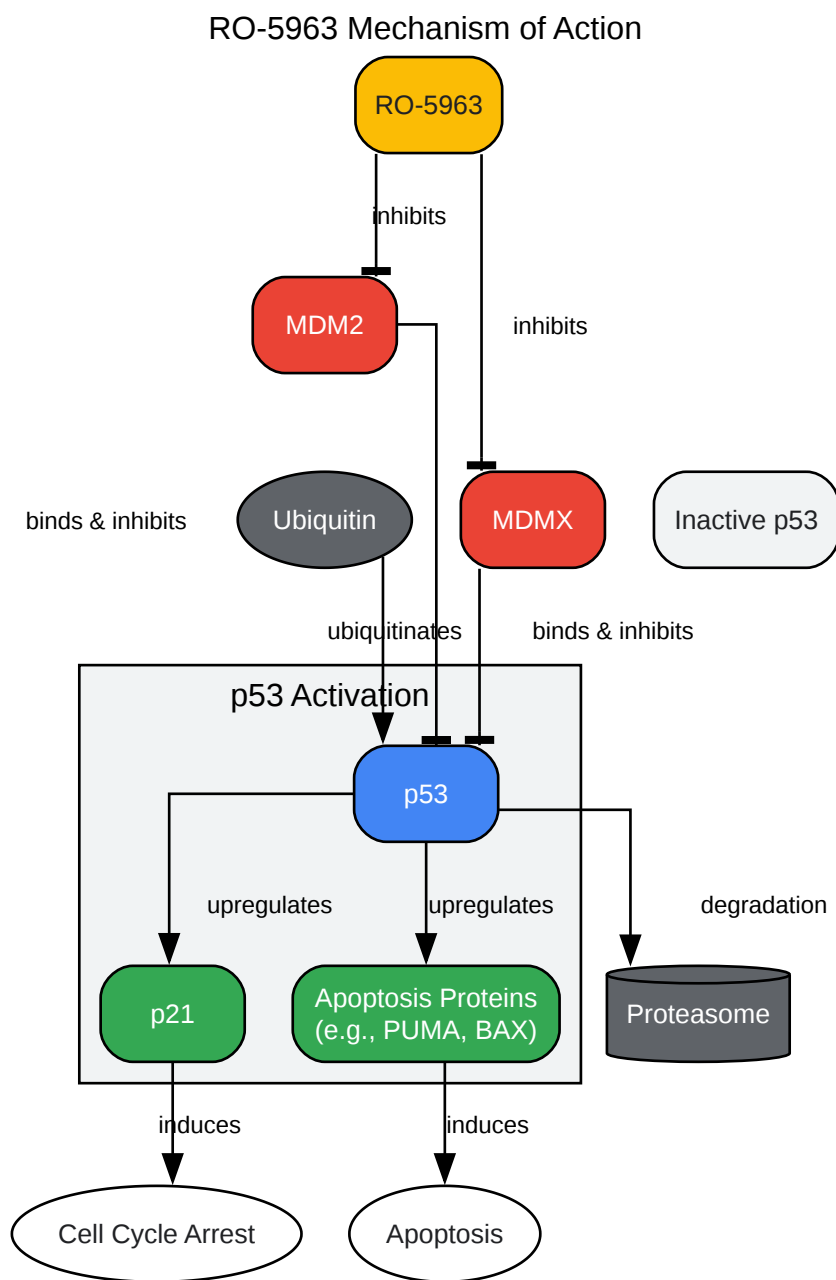 RO-5963 Mechanism of Action
RO-5963
inhibits
MDM2
inhibits
binds & inhibits
Ubiquitin
MDMX
Inactive p53
ubiquitinates
binds & inhibits
p53 Activation
p53
upregulates
upregulates
degradation
p21
Apoptosis Proteins
(e.g., PUMA, BAX)
Proteasome
induces
induces
Cell Cycle Arrest
Apoptosis